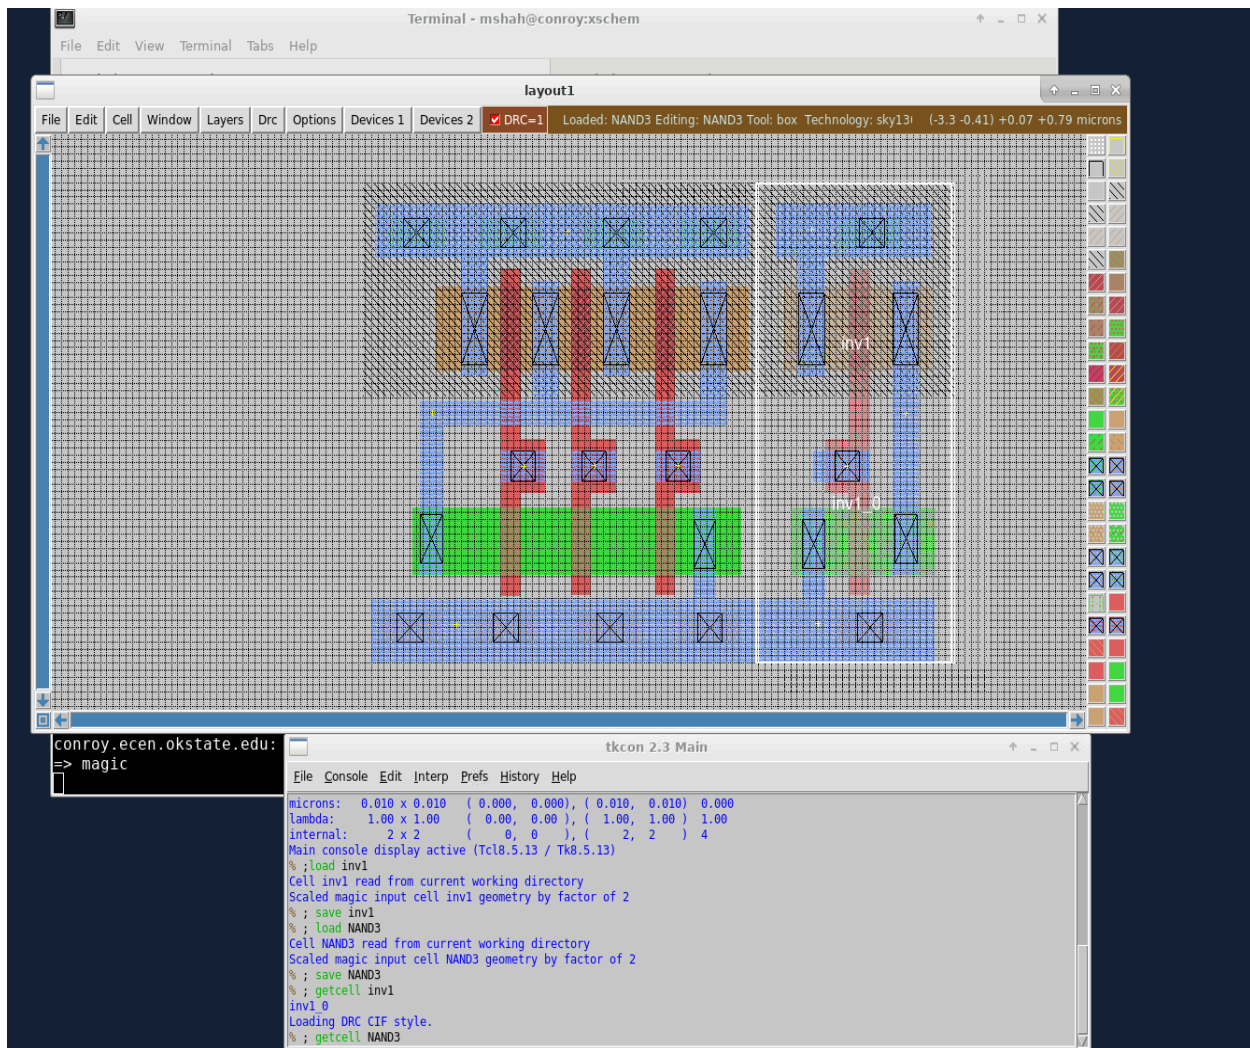 Terminal - mshah@conroy:xschem
File Edit View Terminal Tabs Help
layout1
File Edit Cell Window Layers Drc Options Devices 1 Devices 2 DRC=1 Loaded: NAND3 Editing: NAND3 Tool: box Technology: sky13 (-3.3 -0.41) +0.07 +0.79 microns
inv1
inv1_0
conroy.ecen.okstate.edu:
=> magic
tkcon 2.3 Main
File Console Edit Interp Prefs History Help
microns: 0.010 x 0.010 ( 0.000, 0.000), ( 0.010, 0.010) 0.000
lambda: 1.00 x 1.00 ( 0.00, 0.00 ), ( 1.00, 1.00 ) 1.00
internal: 2 x 2 ( 0, 0 ), ( 2, 2 ) 4
Main console display active (Tcl8.5.13 / Tk8.5.13)
% ;load inv1
Cell inv1 read from current working directory
Scaled magic input cell inv1 geometry by factor of 2
% ; save inv1
% ; load NAND3
Cell NAND3 read from current working directory
Scaled magic input cell NAND3 geometry by factor of 2
% ; save NAND3
% ; getcell inv1
inv1_0
Loading DRC CIF style.
% ; getcell NAND3